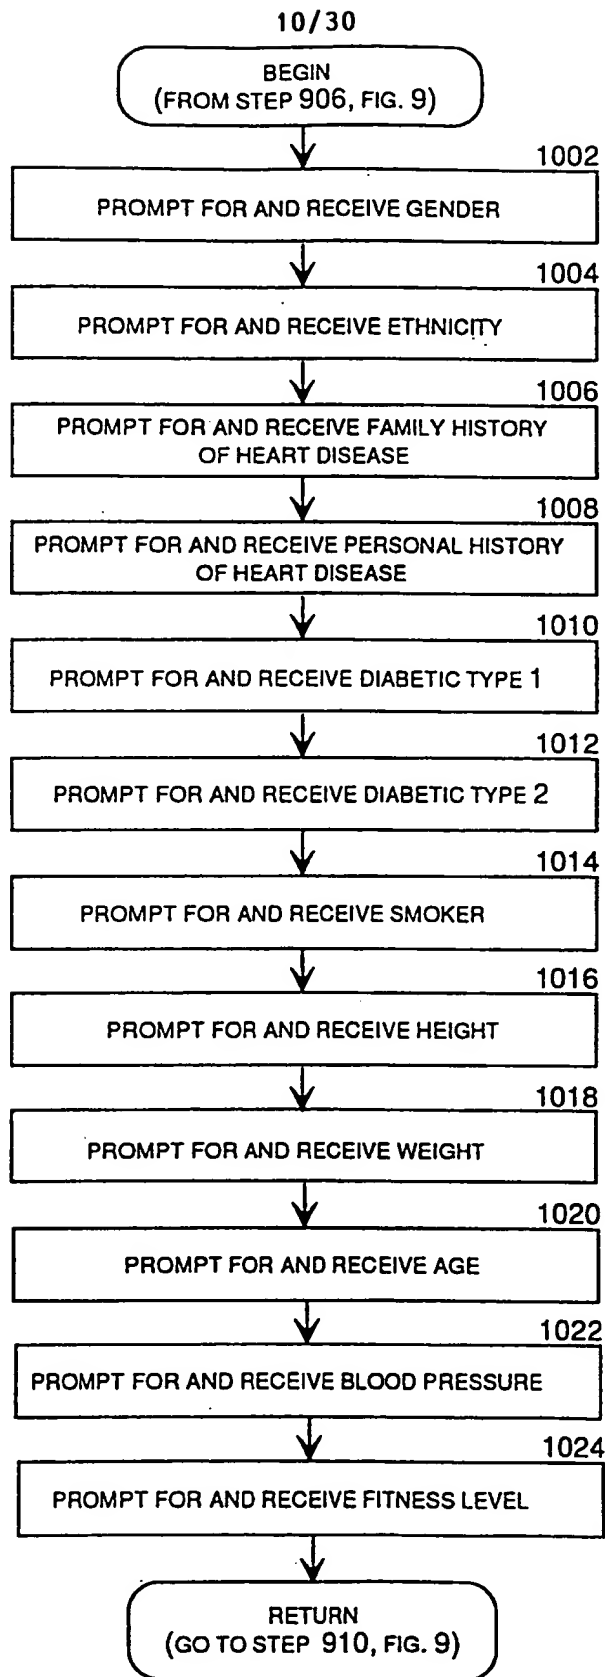 10/30
BEGIN
(FROM STEP 906, FIG. 9)
1002
PROMPT FOR AND RECEIVE GENDER
1004
PROMPT FOR AND RECEIVE ETHNICITY
1006
PROMPT FOR AND RECEIVE FAMILY HISTORY
OF HEART DISEASE
1008
PROMPT FOR AND RECEIVE PERSONAL HISTORY
OF HEART DISEASE
1010
PROMPT FOR AND RECEIVE DIABETIC TYPE 1
1012
PROMPT FOR AND RECEIVE DIABETIC TYPE 2
1014
PROMPT FOR AND RECEIVE SMOKER
1016
PROMPT FOR AND RECEIVE HEIGHT
1018
PROMPT FOR AND RECEIVE WEIGHT
1020
PROMPT FOR AND RECEIVE AGE
1022
PROMPT FOR AND RECEIVE BLOOD PRESSURE
1024
PROMPT FOR AND RECEIVE FITNESS LEVEL
RETURN
(GO TO STEP 910, FIG. 9)